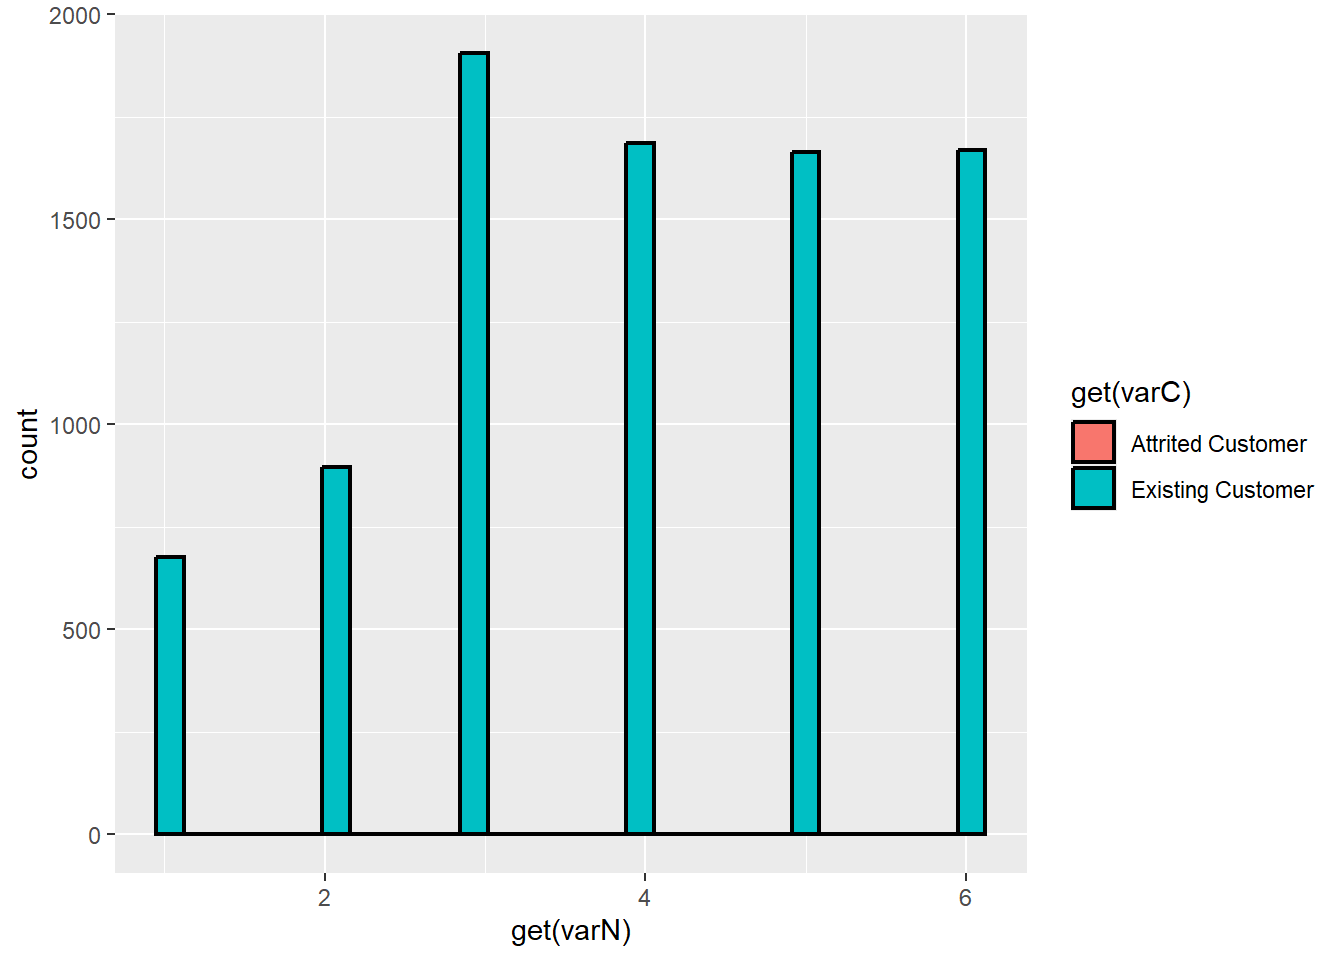 2000
1500
1000
500
0
count
2
4
6
get(varN)
get(varC)
Attrited Customer
Existing Customer